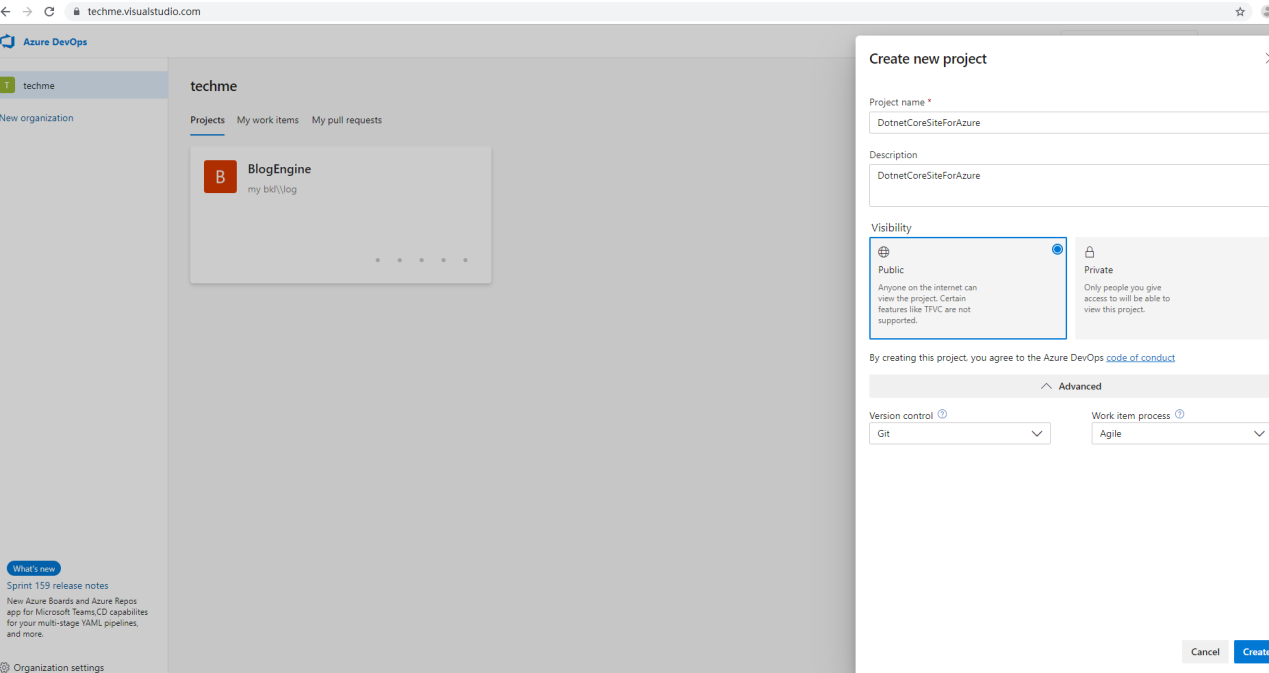 techme.visualstudio.com
Azure DevOps
T techme
New organization
techme
Projects My work items My pull requests
B BlogEngine
my bkl\\log
What's new
Sprint 159 release notes
New Azure Boards and Azure Repos
app for Microsoft Teams,CD capabilites
for your multi-stage YAML pipelines,
and more.
Organization settings
Create new project
Project name *
DotnetCoreSiteForAzure
Description
DotnetCoreSiteForAzure
Visibility
Public
Anyone on the internet can
view the project. Certain
features like TFVC are not
supported.
Private
Only people you give
access to will be able to
view this project.
By creating this project, you agree to the Azure DevOps code of conduct
Advanced
Version control
Git
Work item process
Agile
Cancel Create